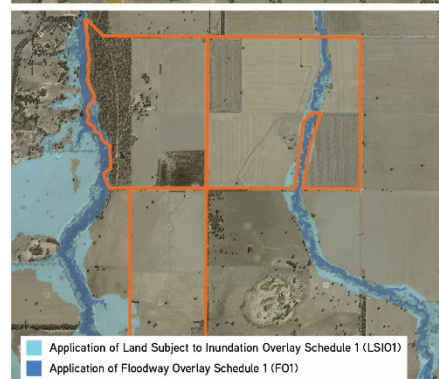 Application of Land Subject to Inundation Overlay Schedule 1 (LSIO1)
Application of Floodway Overlay Schedule 1 (FO1)